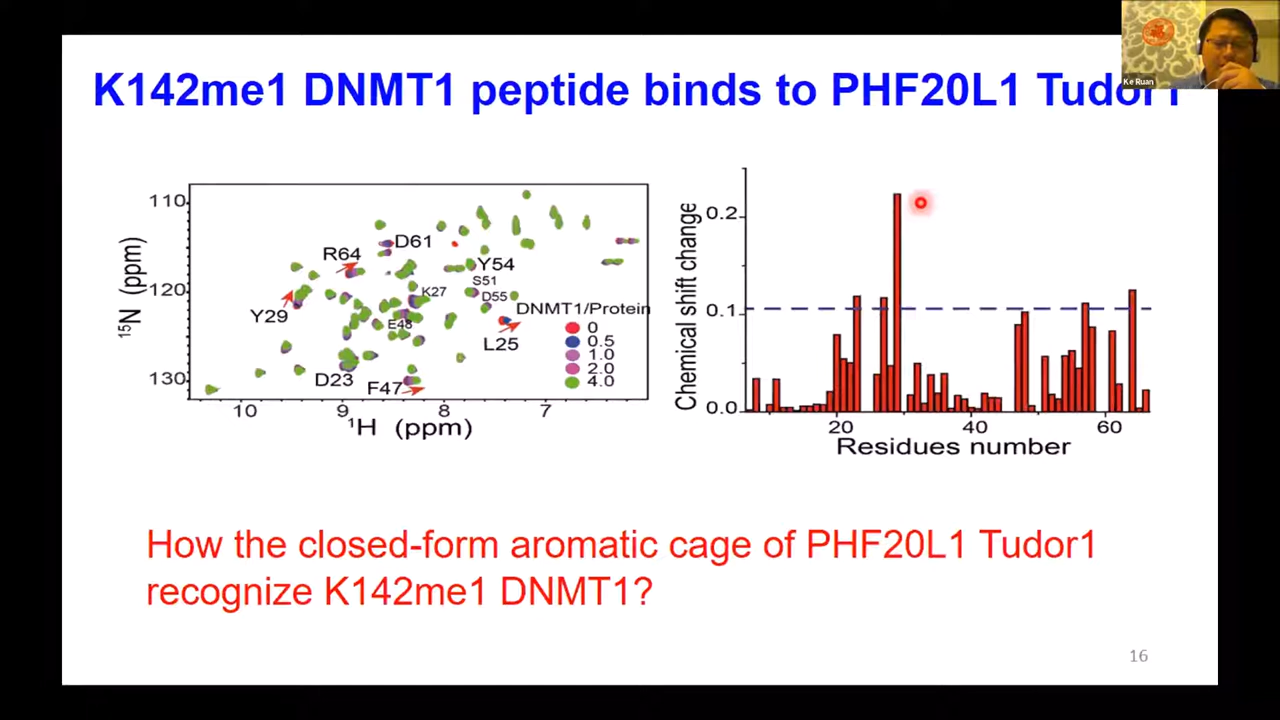 Ke Ruan
K142me1 DNMT1 peptide binds to PHF20L1 Tudor1
110
120
130
15N (ppm)
R64
D61
Y54
S51
K27
D55
Y29
E48
L25
D23
F47
DNMT1/Protein
0
0.5
1.0
2.0
4.0
10
9
8
7
1H (ppm)
Chemical shift change
0.2
0.1
0.0
20
40
60
Residues number
How the closed-form aromatic cage of PHF20L1 Tudor1
recognize K142me1 DNMT1?
16